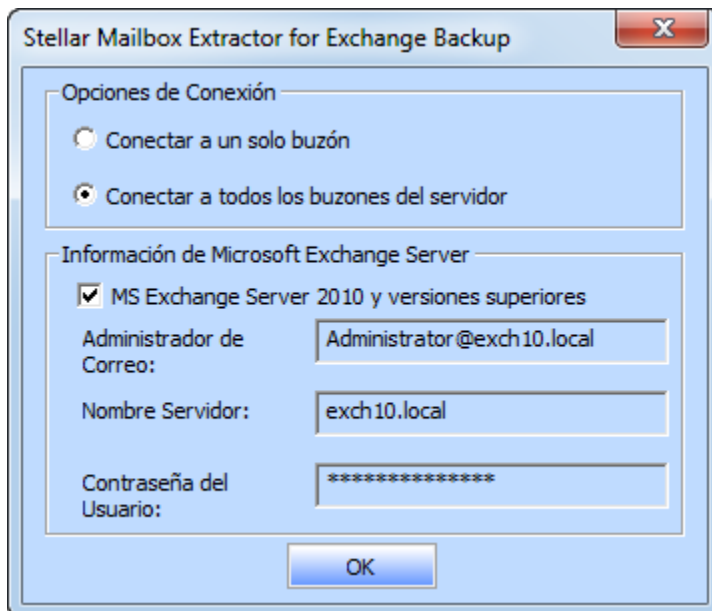 Stellar Mailbox Extractor for Exchange Backup
Opciones de Conexión
Conectar a un solo buzón
Conectar a todos los buzones del servidor
Información de Microsoft Exchange Server
MS Exchange Server 2010 y versiones superiores
Administrador de
Correo:
Administrator@exch10.local
Nombre Servidor:
exch10.local
Contraseña del
Usuario:
**************
OK